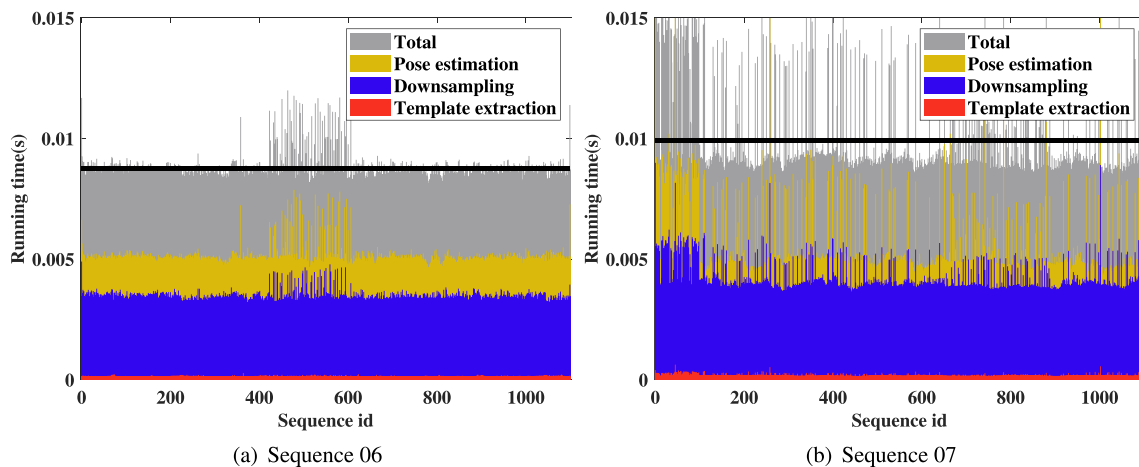 0.015
0.01
0.005
0
Running time(s)
Total
Pose estimation
Downsampling
Template extraction
0 200 400 600 800 1000
Sequence id
(a) Sequence 06
0.015
0.01
0.005
0
Running time(s)
Total
Pose estimation
Downsampling
Template extraction
0 200 400 600 800 1000
Sequence id
(b) Sequence 07